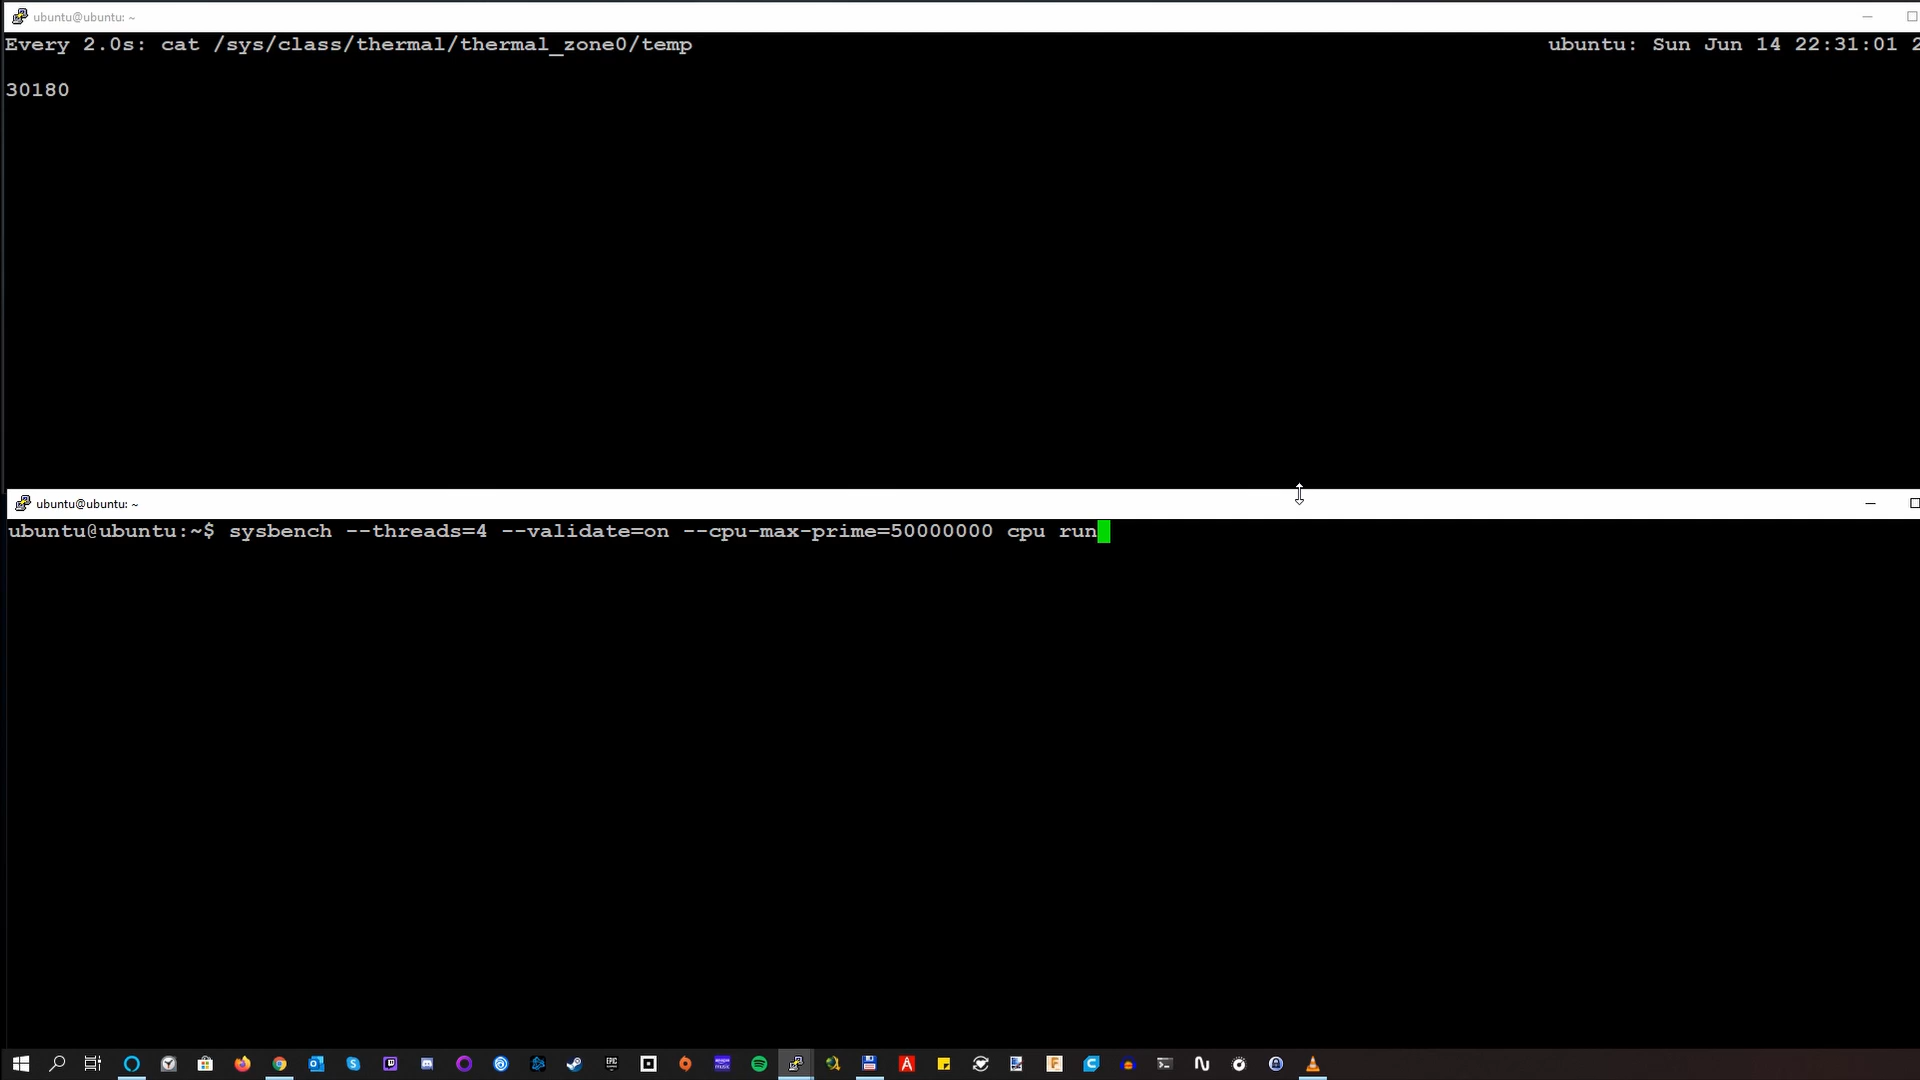 ubuntu@ubuntu: ~
Every 2.0s: cat /sys/class/thermal/thermal_zone0/temp
ubuntu: Sun Jun 14 22:31:01 2
30180
ubuntu@ubuntu: ~
ubuntu@ubuntu:~$ sysbench --threads=4 --validate=on --cpu-max-prime=50000000 cpu run